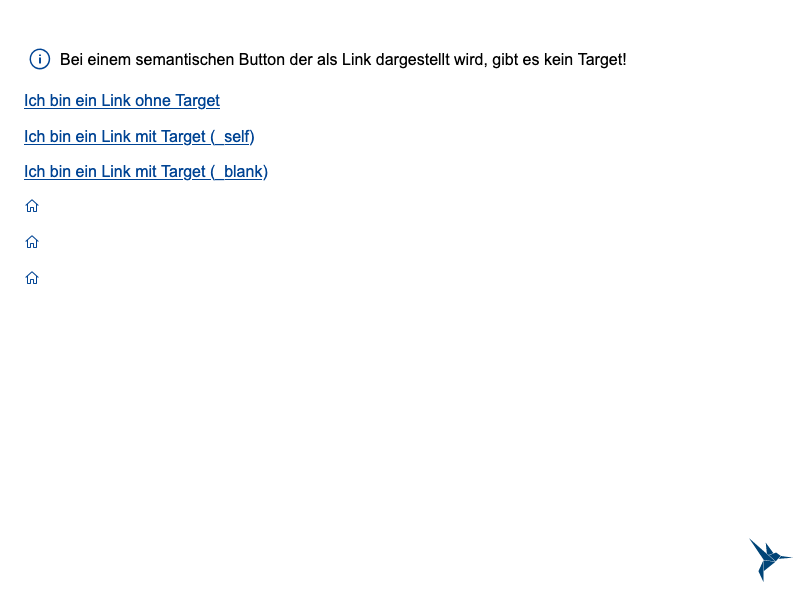 Bei einem semantischen Button der als Link dargestellt wird, gibt es kein Target!
Ich bin ein Link ohne Target
Ich bin ein Link mit Target (_self)
Ich bin ein Link mit Target (_blank)